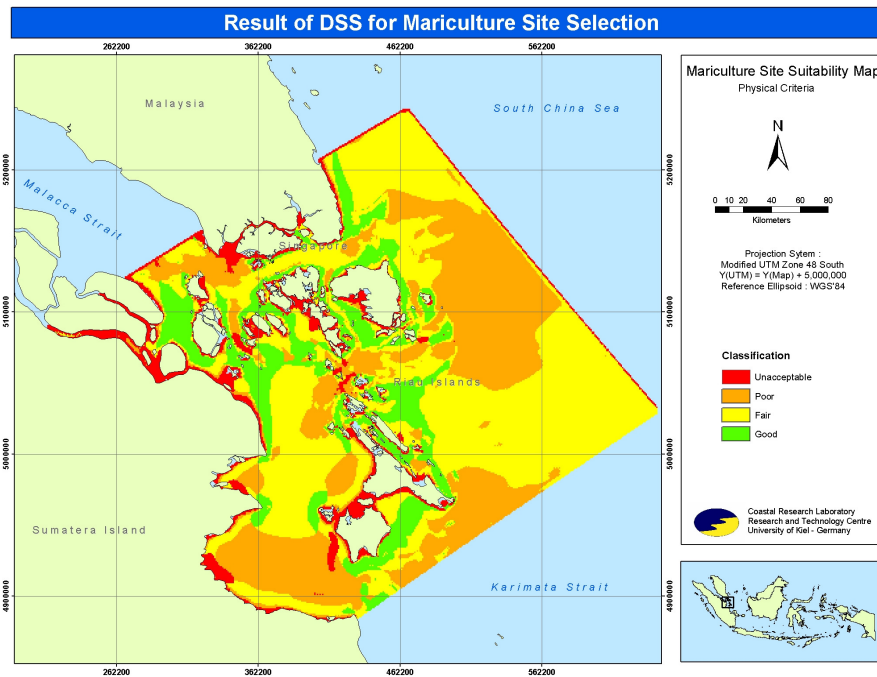 Result of DSS for Mariculture Site Selection
262200 362200 462200 562200
Malaysia
South China Sea
Malacca Strait
Singapore
Riau Islands
Sumatera Island
Karimata Strait
5200000
5100000
5000000
4900000
5200000
5100000
5000000
4900000
262200 362200 462200 562200
Mariculture Site Suitability Map
Physical Criteria
N
0 10 20 40 60 80
Kilometers
Projection Sytem :
Modified UTM Zone 48 South
Y(UTM) = Y(Map) + 5,000,000
Reference Ellipsoid : WGS'84
Classification
Unacceptable
Poor
Fair
Good
Coastal Research Laboratory
Research and Technology Centre
University of Kiel - Germany